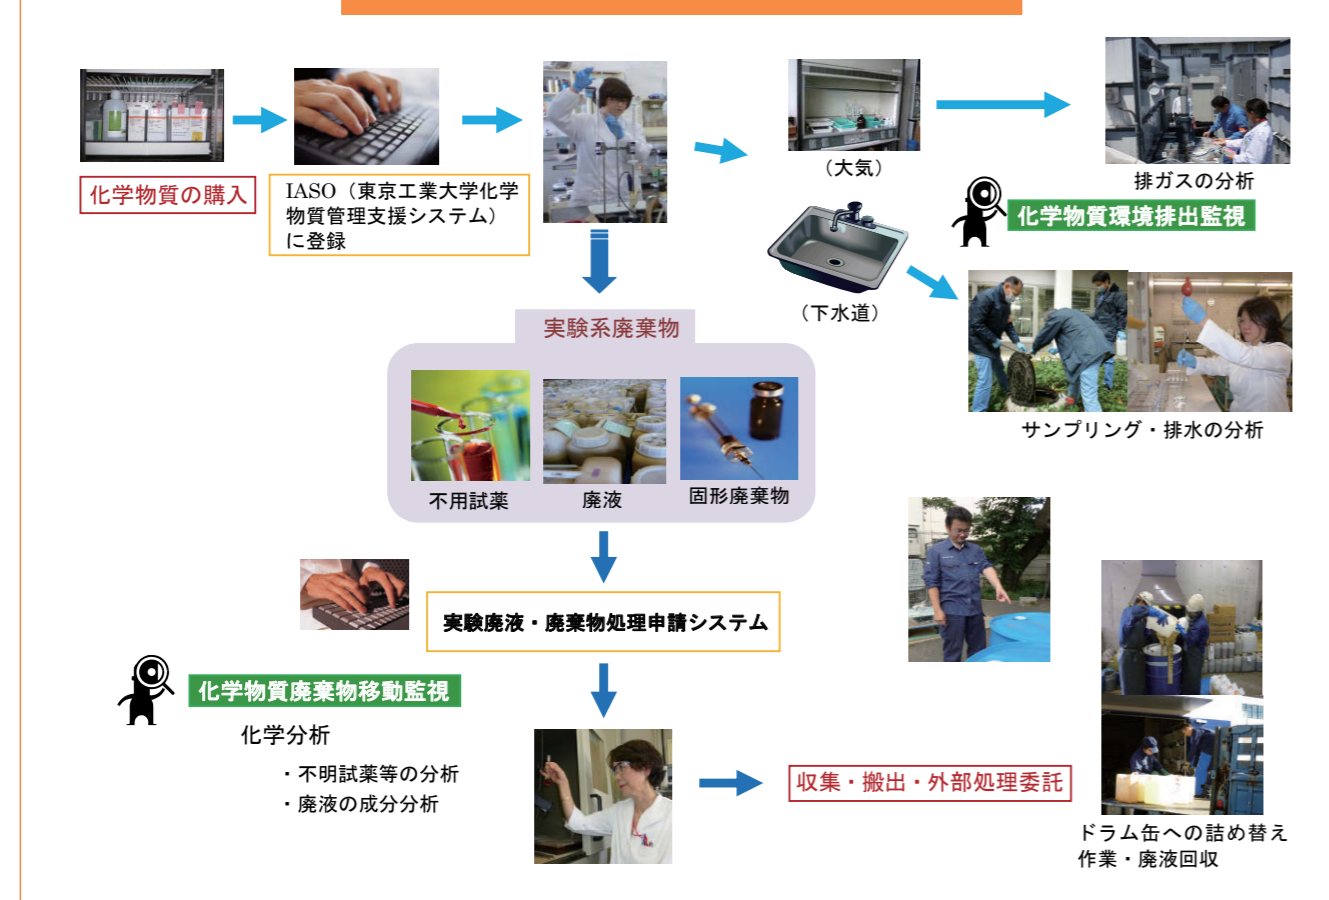 化学物質の購入
IASO（東京工業大学化学
物質管理支援システム）
に登録
（大気）
排ガスの分析
化学物質環境排出監視
（下水道）
サンプリング・排水の分析
実験系廃棄物
不用試薬
廃液
固形廃棄物
実験廃液・廃棄物処理申請システム
化学物質廃棄物移動監視
化学分析
・不明試薬等の分析
・廃液の成分分析
収集・搬出・外部処理委託
ドラム缶への詰め替え
作業・廃液回収